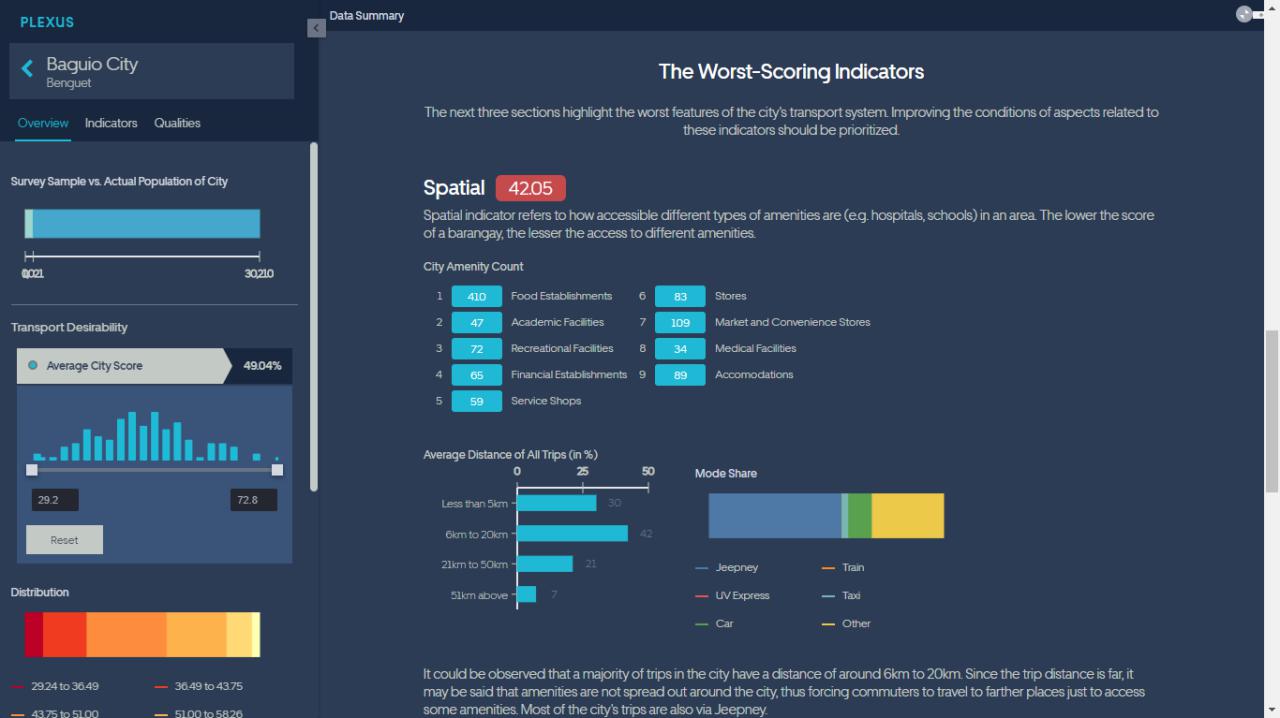 PLEXUS
Baguio City
Benguet
Overview
Indicators
Qualities
Survey Sample vs. Actual Population of City
30,210
Transport Desirability
Average City Score
49.04%
29.2
72.8
Reset
Distribution
29.24 to 36.49
36.49 to 43.75
43.75 to 51.00
51.00 to 58.26
Data Summary
The Worst-Scoring Indicators
The next three sections highlight the worst features of the city's transport system. Improving the conditions of aspects related to
these indicators should be prioritized.
Spatial 42.05
Spatial indicator refers to how accessible different types of amenities are (e.g. hospitals, schools) in an area. The lower the score
of a barangay, the lesser the access to different amenities.
City Amenity Count
1 410 Food Establishments
2 47 Academic Facilities
3 72 Recreational Facilities
4 65 Financial Establishments
5 59 Service Shops
6 83 Stores
7 109 Market and Convenience Stores
8 34 Medical Facilities
9 89 Accomodations
Average Distance of All Trips (in %)
0 25 50
Less than 5km 30
6km to 20km 42
21km to 50km 21
51km above 7
Mode Share
Jeepney
Train
UV Express
Taxi
Car
Other
It could be observed that a majority of trips in the city have a distance of around 6km to 20km. Since the trip distance is far, it
may be said that amenities are not spread out around the city, thus forcing commuters to travel to farther places just to access
some amenities. Most of the city's trips are also via Jeepney.